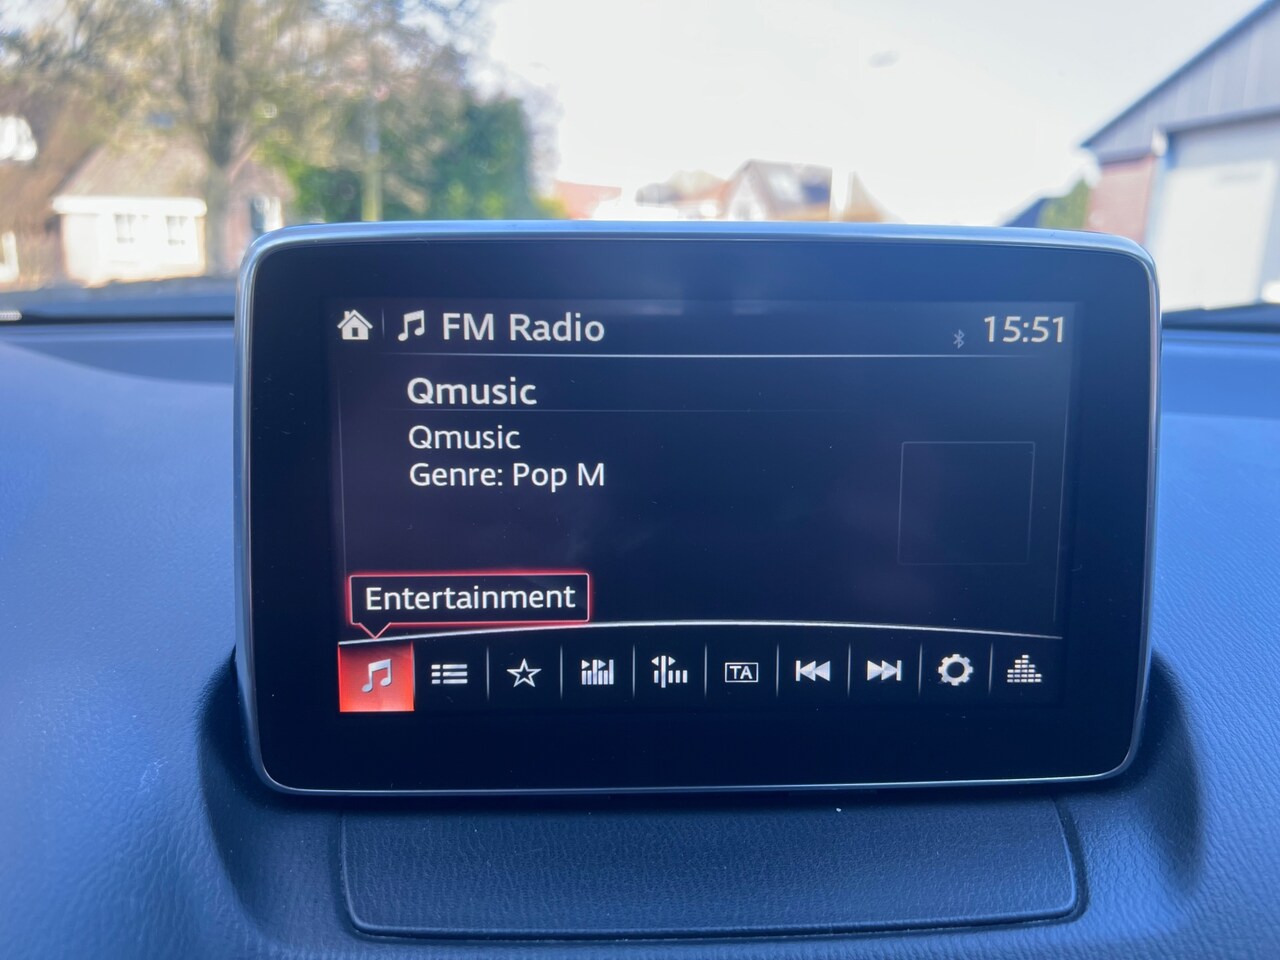 FM Radio
15:51
Qmusic
Qmusic
Genre: Pop M
Entertainment
TA